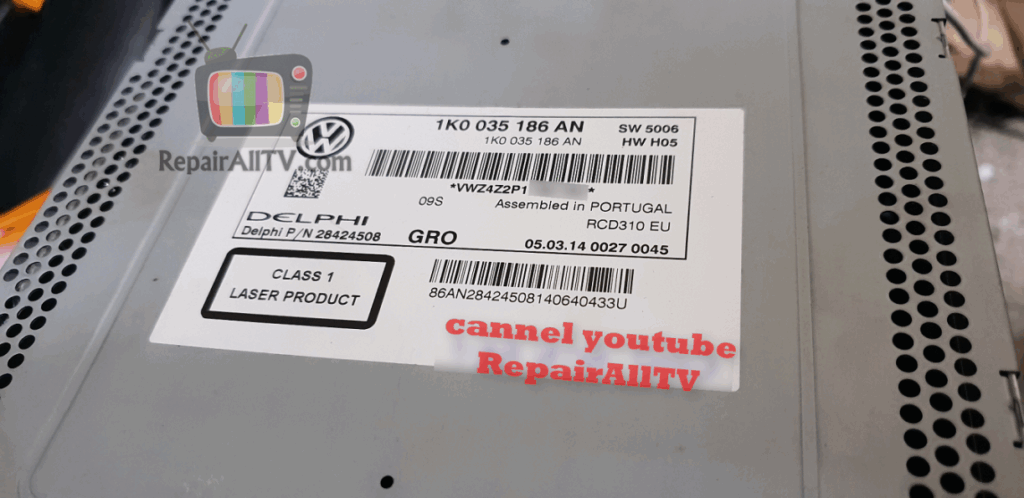 RepairAllTV.com
1K0 035 186 AN
SW 5006
1K0 035 186 AN
HW H05
*VWZ4Z2P1
*
09S
Assembled in PORTUGAL
RCD310 EU
DELPHI
Delphi P/N 28424508
GRO
05.03.14 0027 0045
CLASS 1
LASER PRODUCT
86AN28424508140640433U
cannel youtube
RepairAllTV